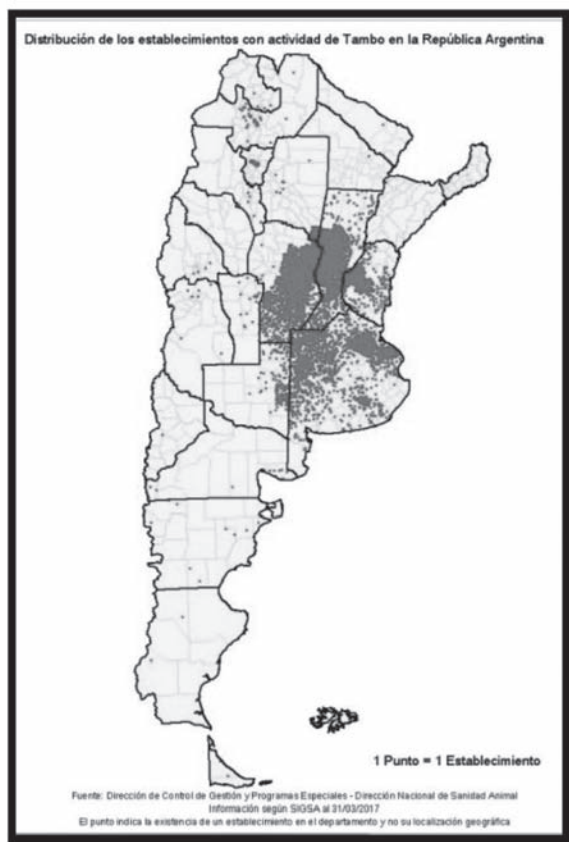 Distribución de los establecimientos con actividad de Tambo en la República Argentina
1 Punto = 1 Establecimiento
Fuente: Dirección de Control de Gestión y Programas Especiales - Dirección Nacional de Sanidad Animal
Información según SIGSA al 31/03/2017
El punto indica la existencia de un establecimiento en el departamento y no su localización geográfica